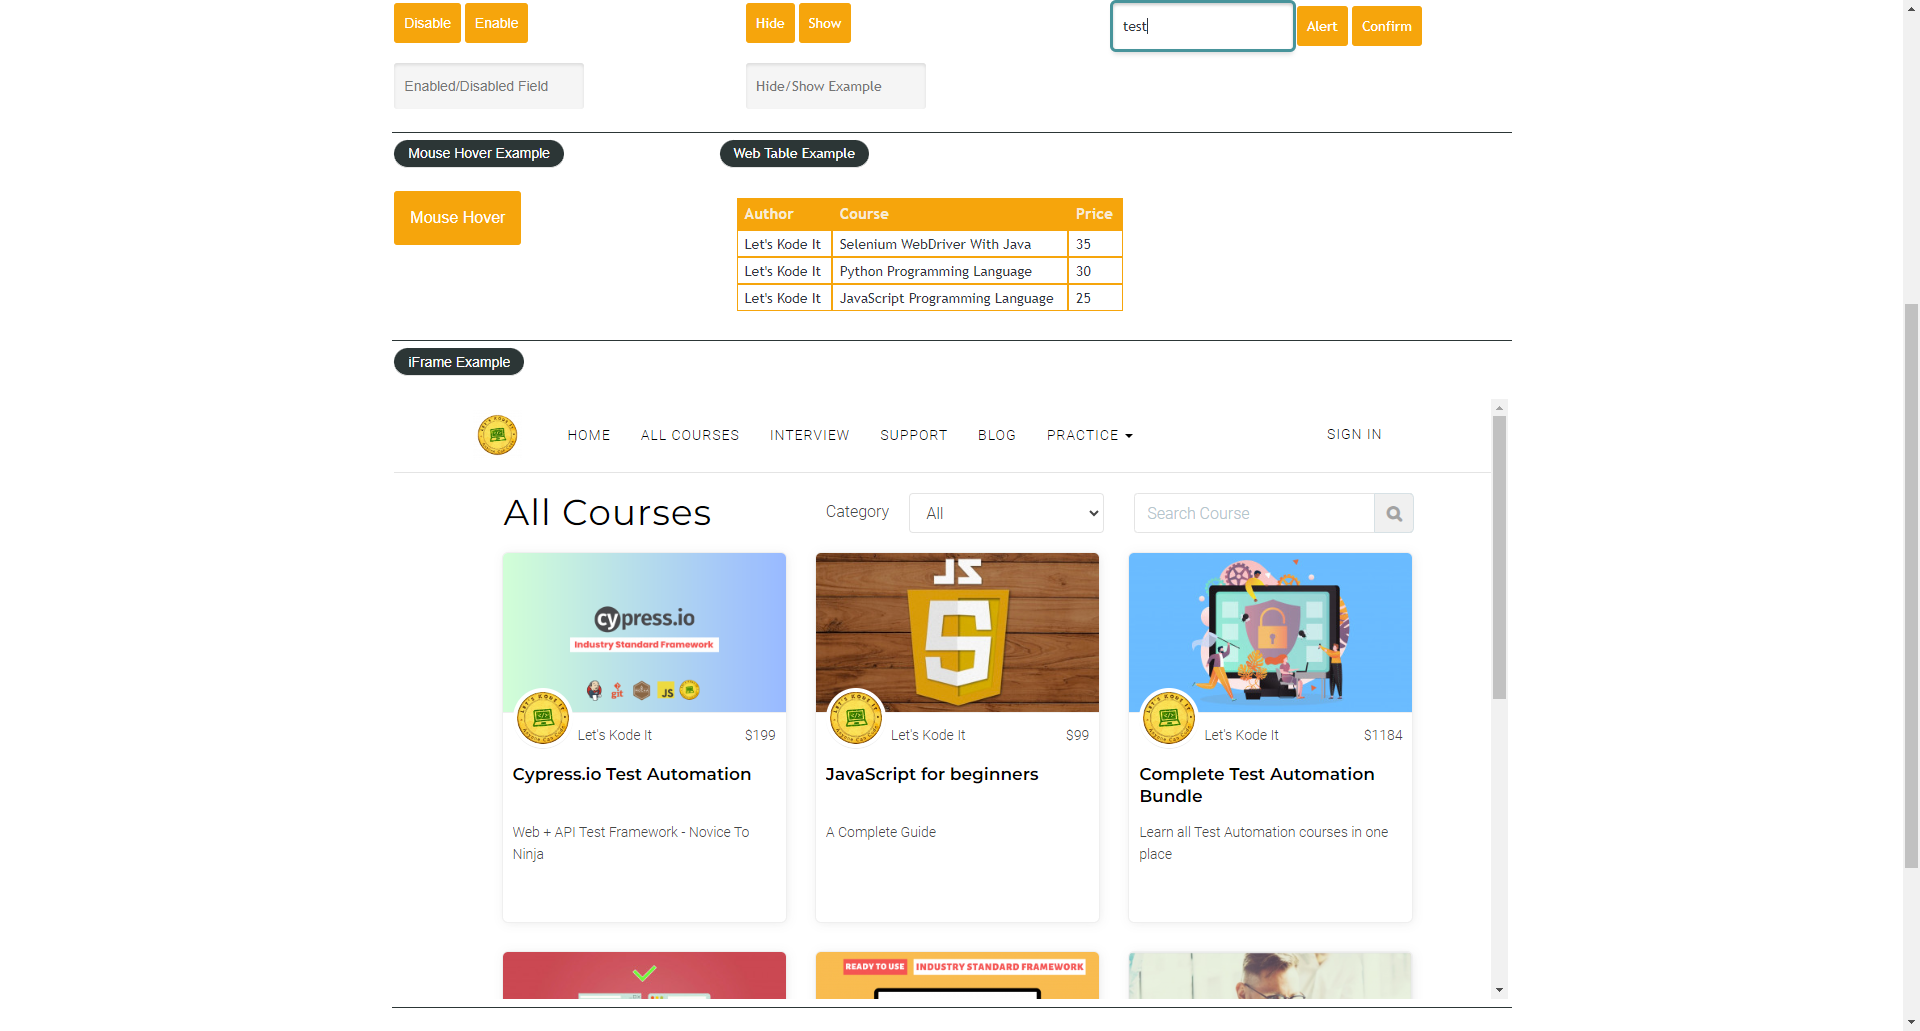 Disable Enable Hide Show test Alert Confirm
Enabled/Disabled Field Hide/Show Example
Mouse Hover Example Web Table Example
Mouse Hover
Author Course Price
Let's Kode It Selenium WebDriver With Java 35
Let's Kode It Python Programming Language 30
Let's Kode It JavaScript Programming Language 25
iFrame Example
HOME ALL COURSES INTERVIEW SUPPORT BLOG PRACTICE SIGN IN
All Courses Category All Search Course
cypress.io
Industry Standard Framework
git JS
JS
Let's Kode It $199
Cypress.io Test Automation
Web + API Test Framework - Novice To
Ninja
Let's Kode It $99
JavaScript for beginners
A Complete Guide
Let's Kode It $1184
Complete Test Automation
Bundle
Learn all Test Automation courses in one
place
READY TO USE INDUSTRY STANDARD FRAMEWORK